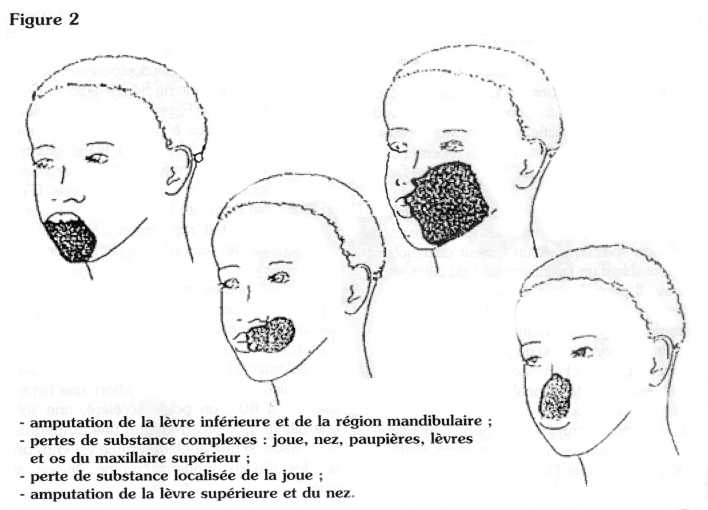 Figure 2
- amputation de la lèvre inférieure et de la région mandibulaire ;
- pertes de substance complexes : joue, nez, paupières, lèvres
et os du maxillaire supérieur ;
- perte de substance localisée de la joue ;
- amputation de la lèvre supérieure et du nez.